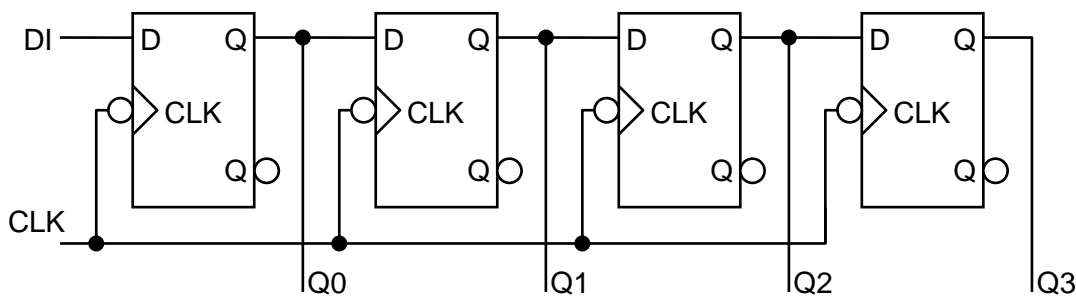 DI D Q D Q D Q D Q
CLK CLK CLK CLK
Q Q Q Q
CLK
Q0 Q1 Q2 Q3